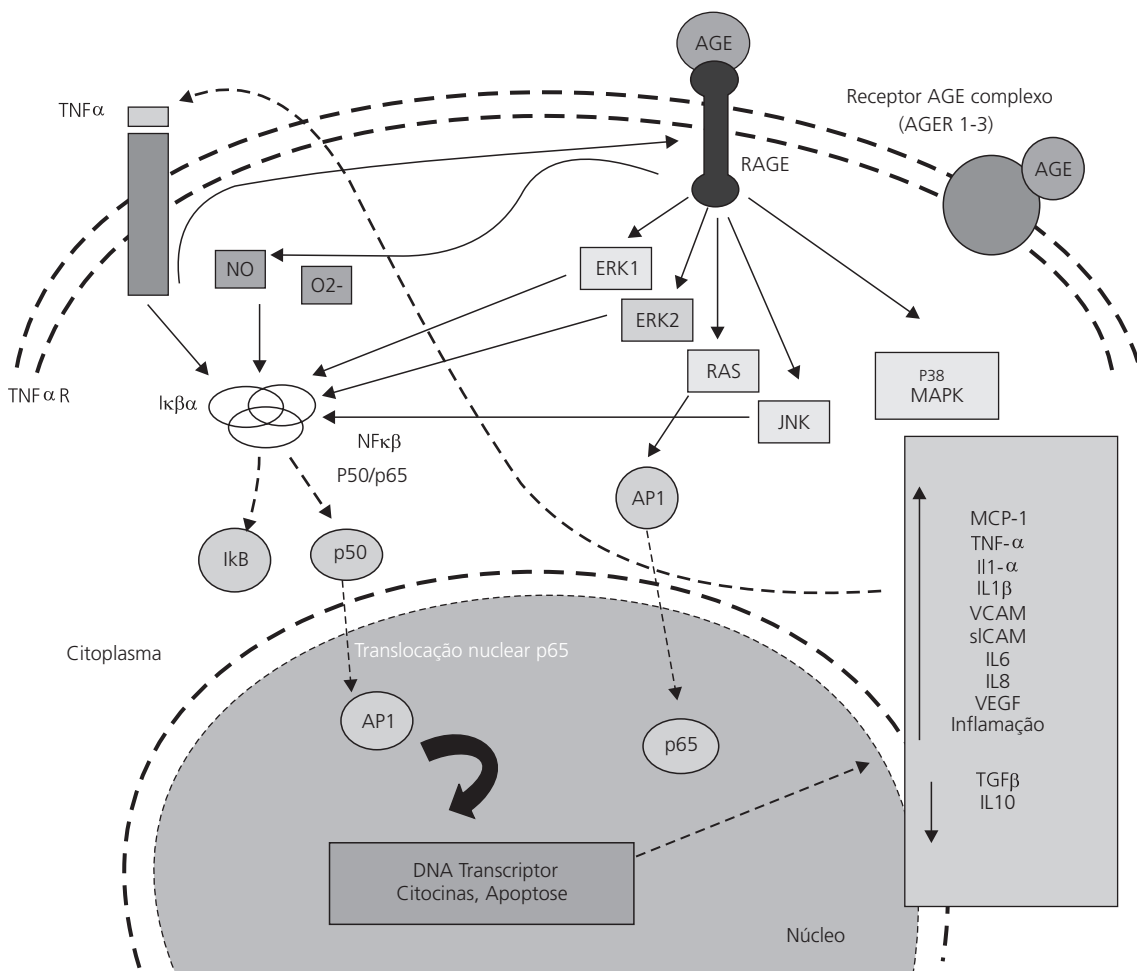 AGE
TNFα
Receptor AGE complexo
(AGER 1-3)
RAGE
AGE
NO
O2-
ERK1
ERK2
RAS
P38
MAPK
TNFα R
Iκβα
JNK
NFκβ
P50/p65
AP1
IkB
p50
MCP-1
TNF-α
Il1-α
IL1β
VCAM
sICAM
IL6
IL8
VEGF
Inflamação
TGFβ
IL10
Citoplasma
Translocação nuclear p65
AP1
p65
DNA Transcriptor
Citocinas, Apoptose
Núcleo